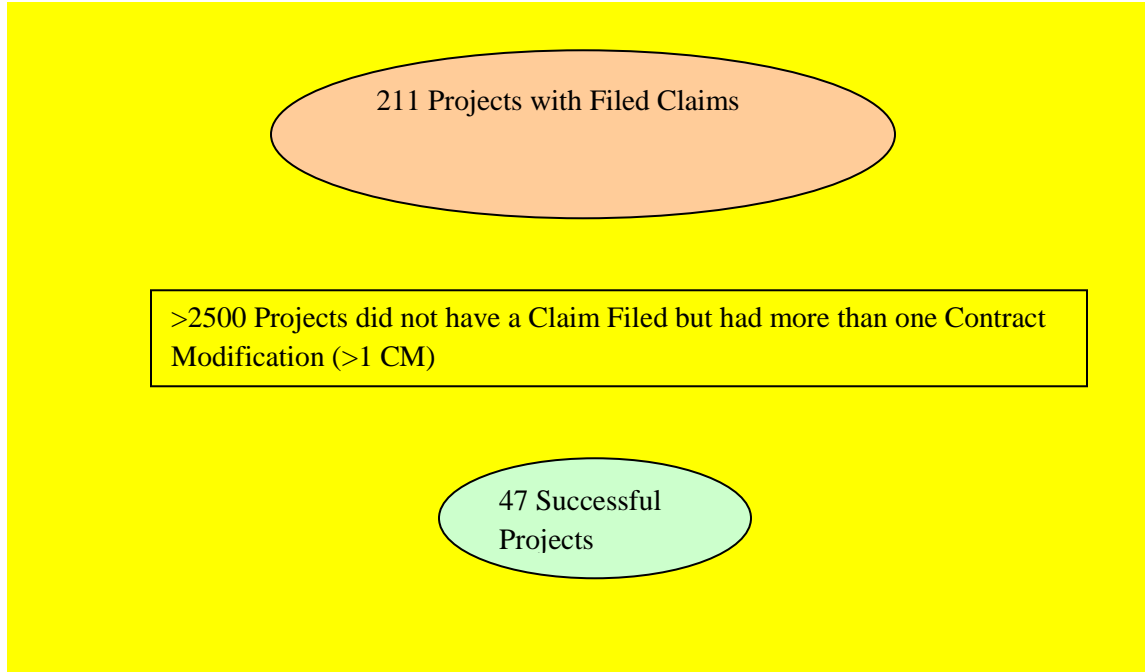 211 Projects with Filed Claims
>2500 Projects did not have a Claim Filed but had more than one Contract
Modification (>1 CM)
47 Successful
Projects